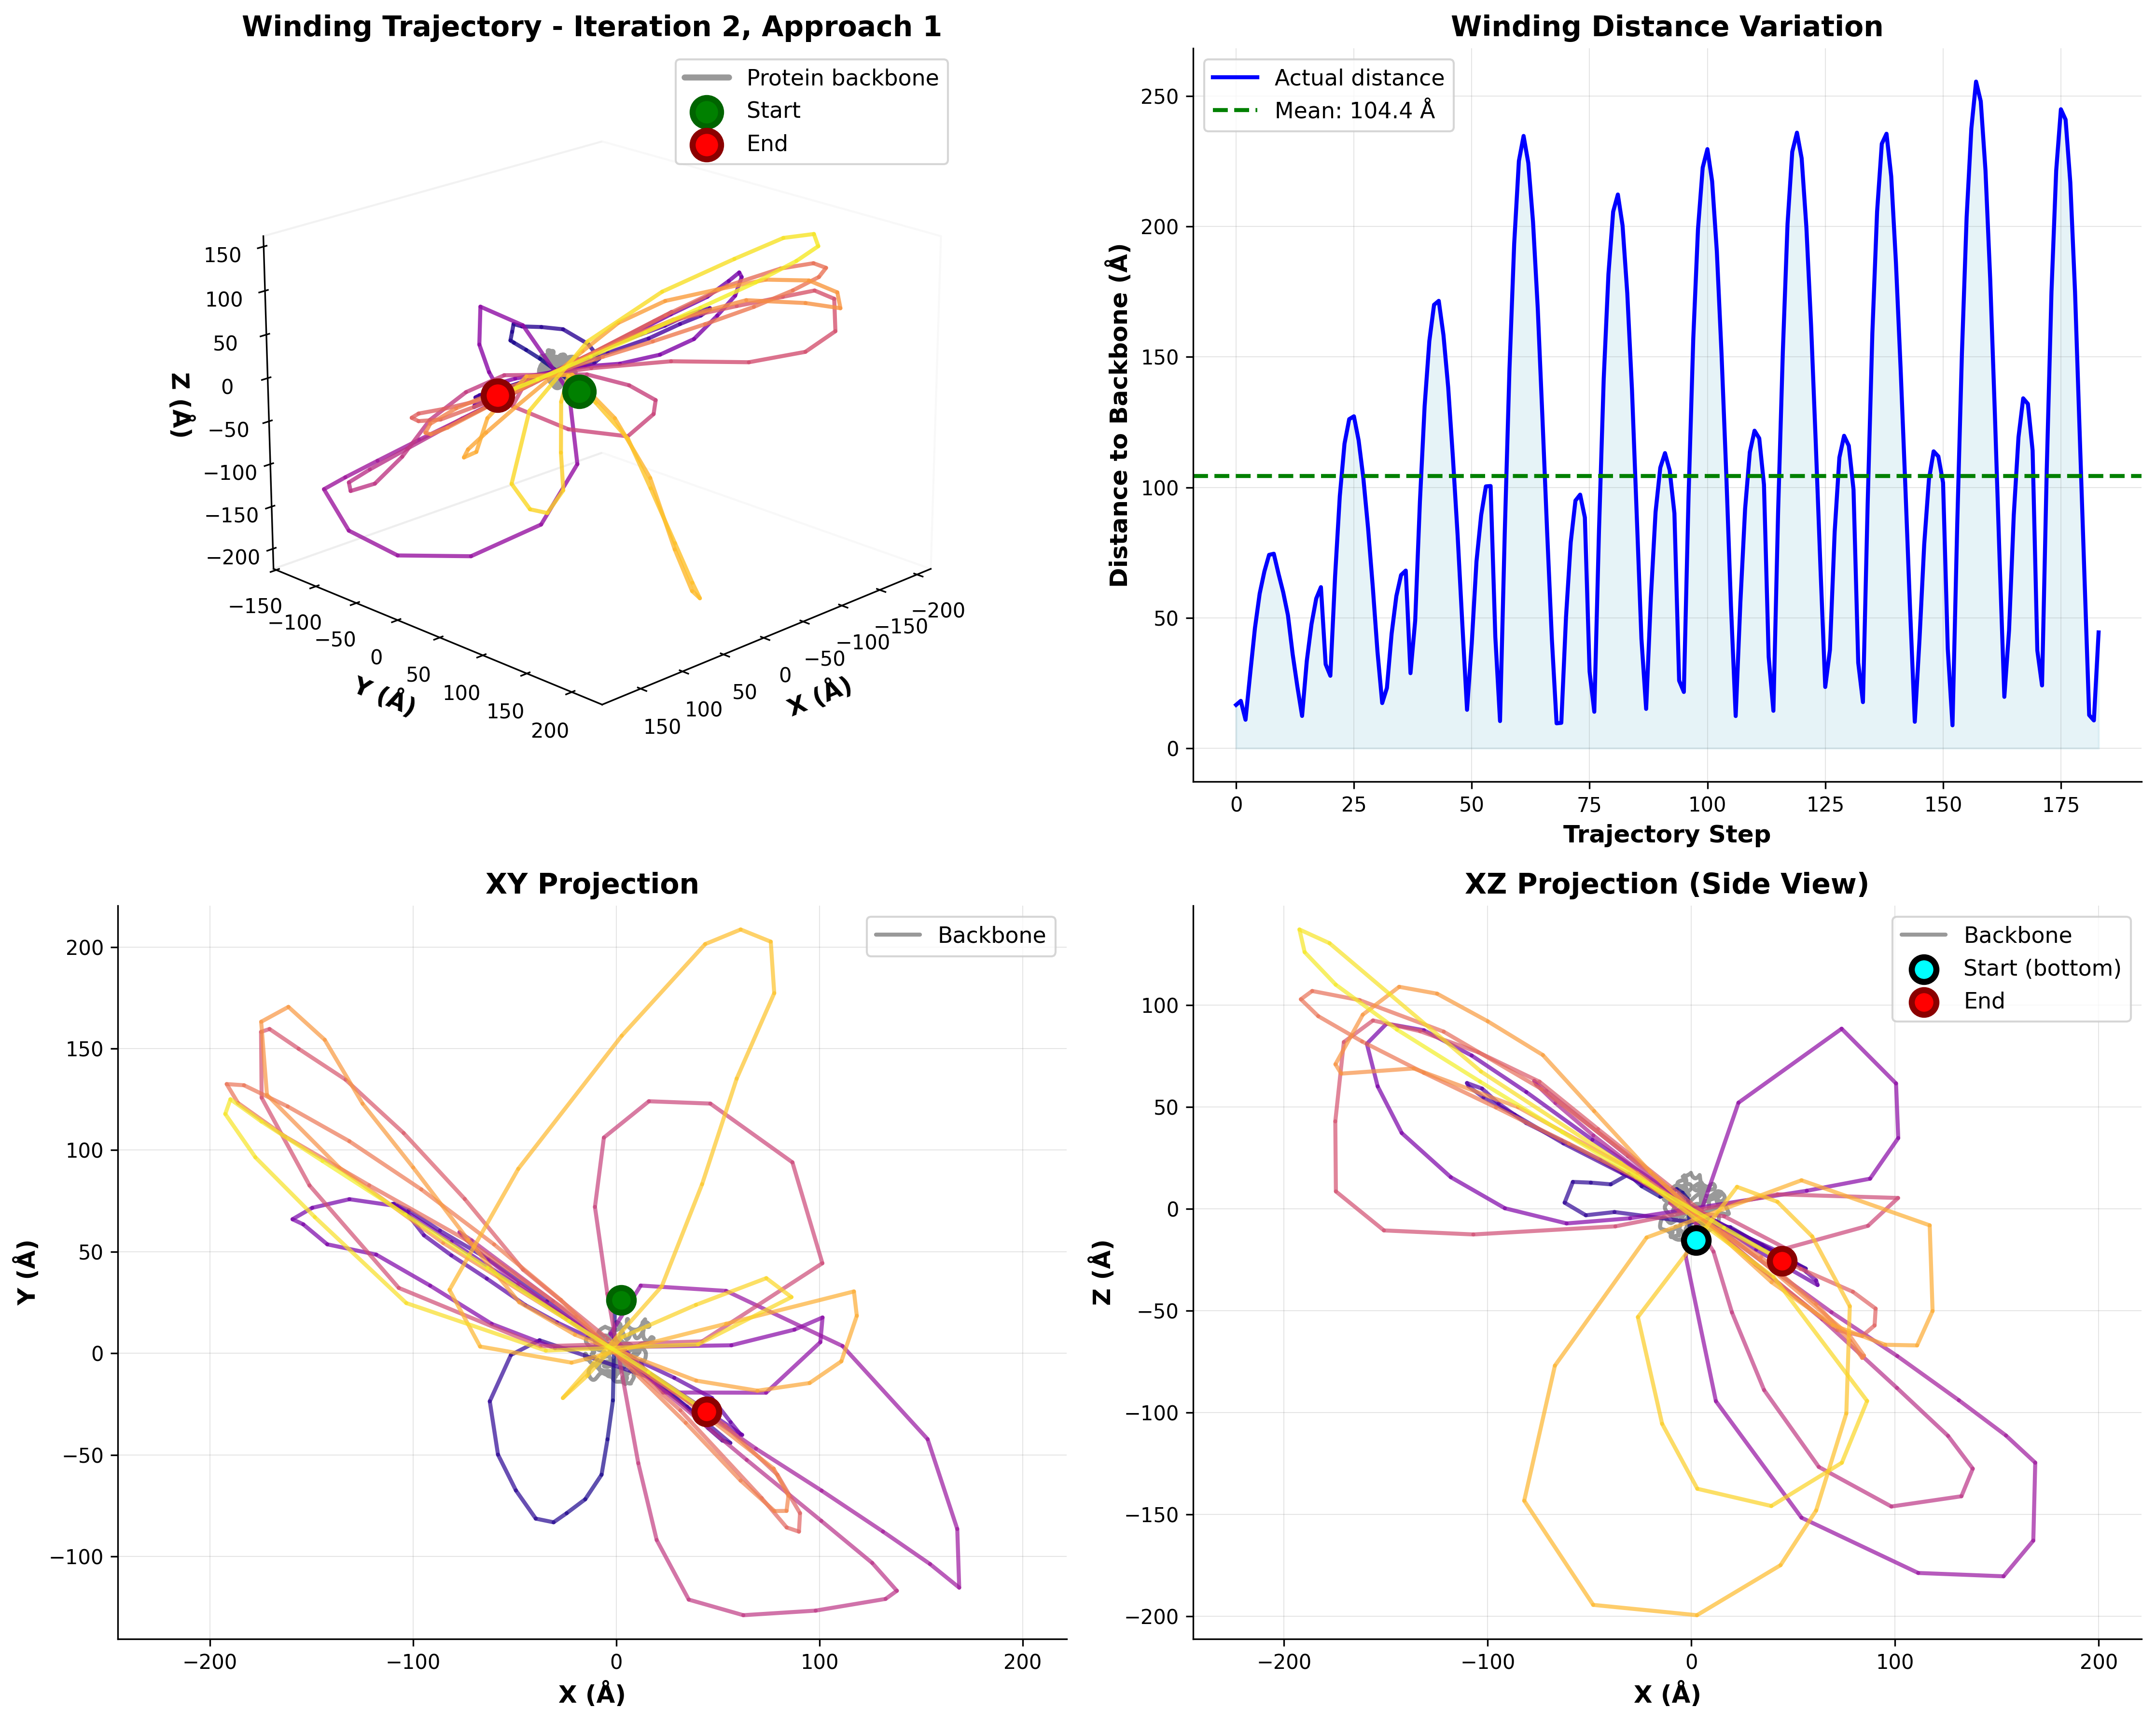 Winding Trajectory - Iteration 2, Approach 1
Protein backbone
Start
End
150
100
50
0
−50
−100
−150
−200
Z (Å)
−150
−100
−50
0
50
100
150
200
Y (Å)
150
100
50
0
−50
−100
−150
−200
X (Å)
Winding Distance Variation
Actual distance
Mean: 104.4 Å
250
200
150
100
50
0
Distance to Backbone (Å)
0 25 50 75 100 125 150 175
Trajectory Step
XY Projection
Backbone
200
150
100
50
0
−50
−100
Y (Å)
−200 −100 0 100 200
X (Å)
XZ Projection (Side View)
Backbone
Start (bottom)
End
100
50
0
−50
−100
−150
−200
Z (Å)
−200 −100 0 100 200
X (Å)